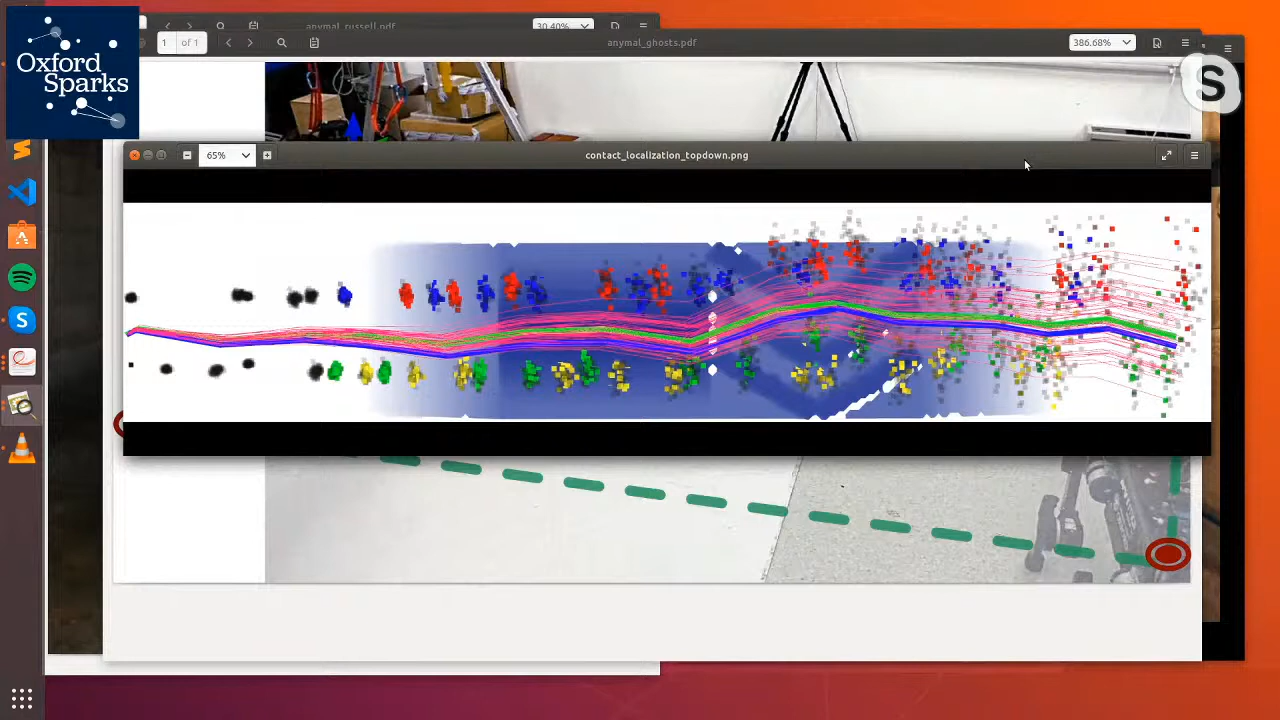 anymal_russell.pdf
30.40%
1 of 1
anymal_ghosts.pdf
386.68%
Oxford
Sparks
S
65%
contact_localization_topdown.png
S